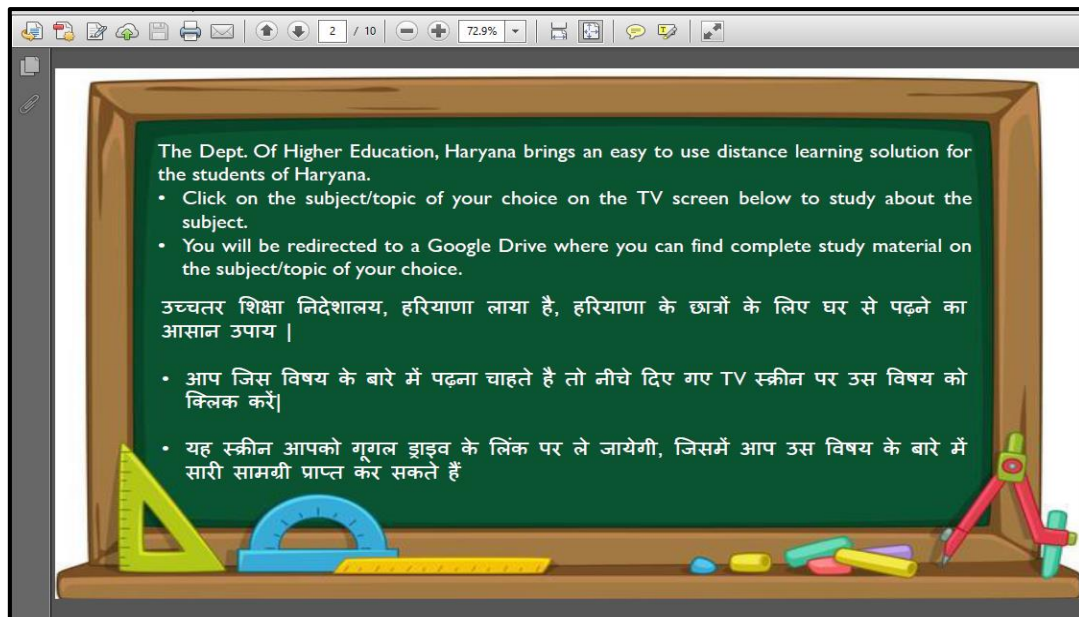 2 / 10 72.9%
The Dept. Of Higher Education, Haryana brings an easy to use distance learning solution for
the students of Haryana.
• Click on the subject/topic of your choice on the TV screen below to study about the
subject.
• You will be redirected to a Google Drive where you can find complete study material on
the subject/topic of your choice.
उच्चतर शिक्षा निदेशालय, हरियाणा लाया है, हरियाणा के छात्रों के लिए घर से पढ़ने का
आसान उपाय |
• आप जिस विषय के बारे में पढ़ना चाहते है तो नीचे दिए गए TV स्क्रीन पर उस विषय को
क्लिक करें|
• यह स्क्रीन आपको गूगल ड्राइव के लिंक पर ले जायेगी, जिसमें आप उस विषय के बारे में
सारी सामग्री प्राप्त कर सकते हैं